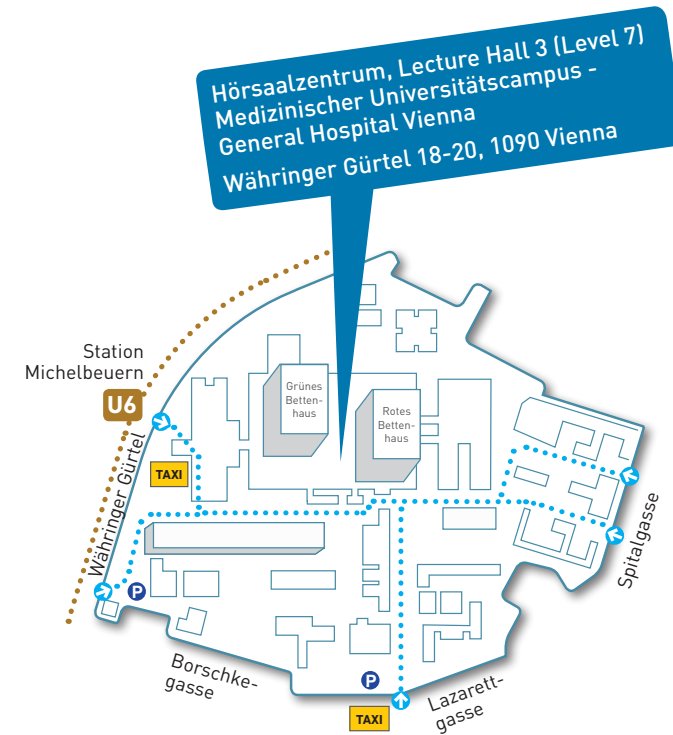 Hörsaalzentrum, Lecture Hall 3 (Level 7)
Medizinischer Universitätscampus -
General Hospital Vienna
Währinger Gürtel 18-20, 1090 Vienna
Station
Michelbeuern
U6
Grünes
Betten-
haus
Rotes
Betten-
haus
TAXI
Währinger Gürtel
Spitalgasse
P
Borschke-
gasse
P
TAXI
Lazarett-
gasse